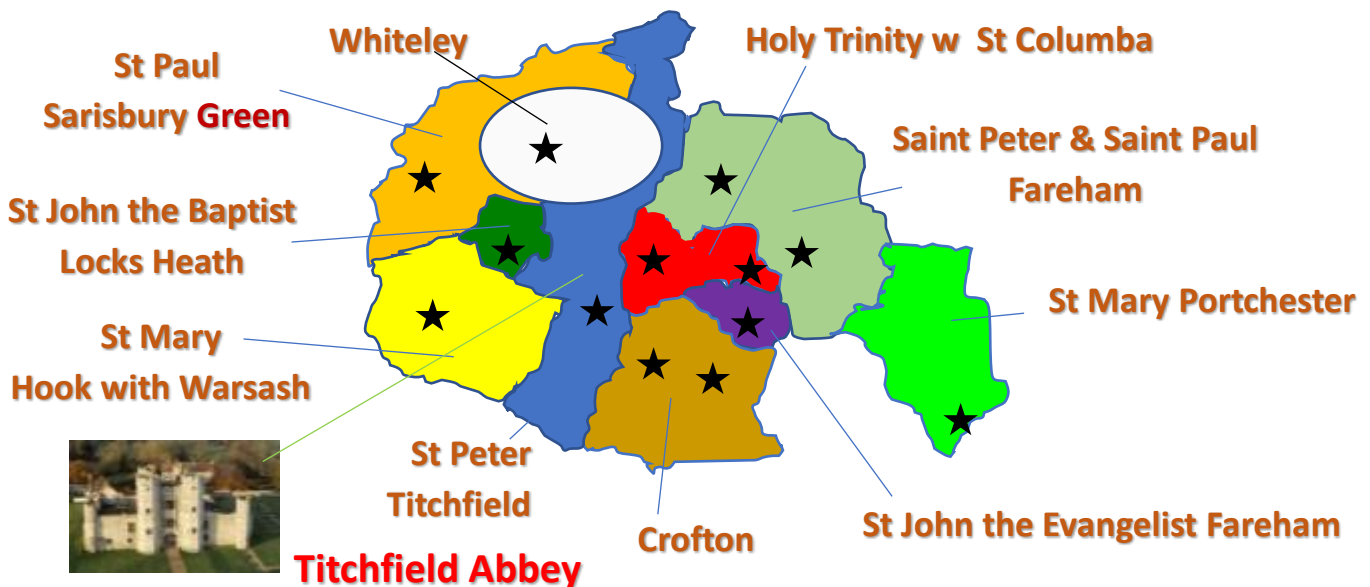 Whiteley
Holy Trinity w St Columba
St Paul
Sarisbury Green
Saint Peter & Saint Paul
Fareham
St John the Baptist
Locks Heath
St Mary Portchester
St Mary
Hook with Warsash
St Peter
Titchfield
Crofton
St John the Evangelist Fareham
Titchfield Abbey